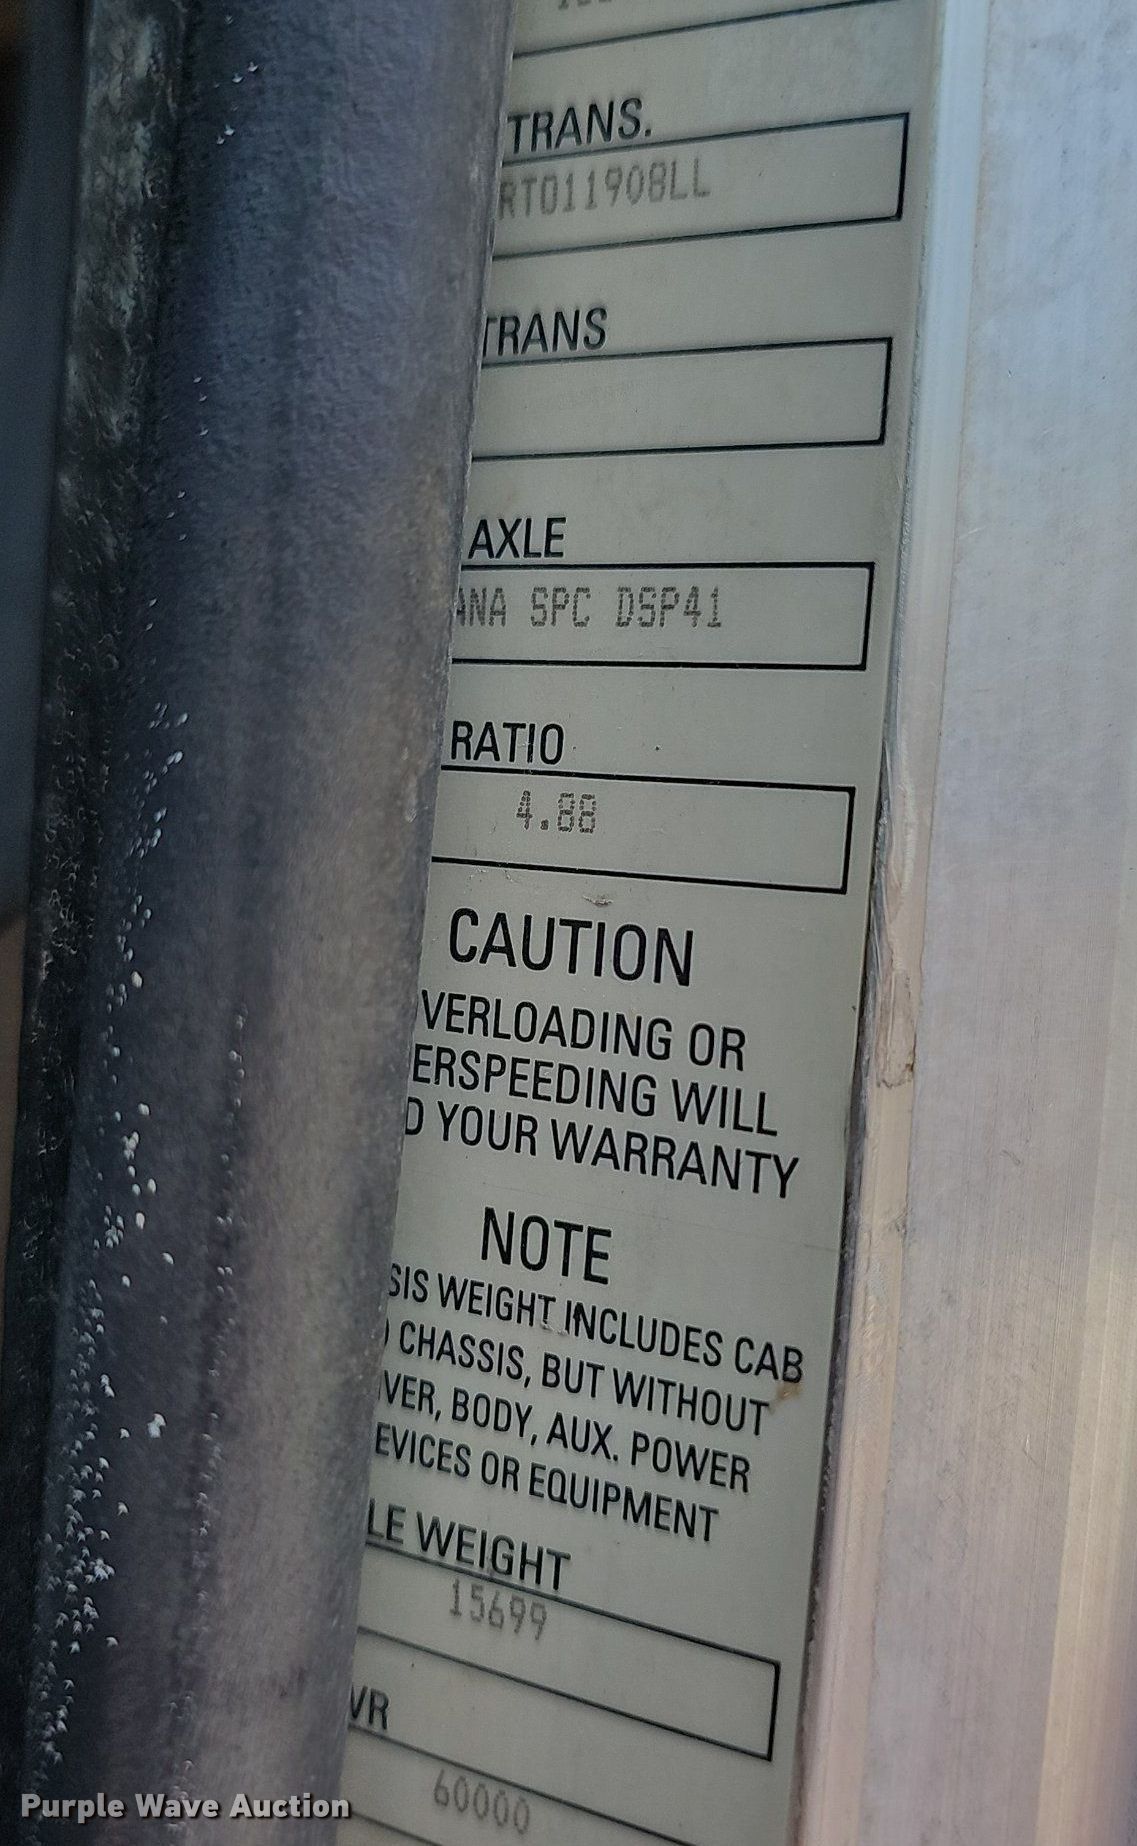 TRANS.
RTO11908LL
TRANS
AXLE
ANA SPC DSP41
RATIO
4.88
CAUTION
VERLOADING OR
ERSPEEDING WILL
D YOUR WARRANTY
NOTE
SIS WEIGHT INCLUDES CAB
CHASSIS, BUT WITHOUT
VER, BODY, AUX. POWER
EVICES OR EQUIPMENT
LE WEIGHT
15699
VR
60000
Purple Wave Auction